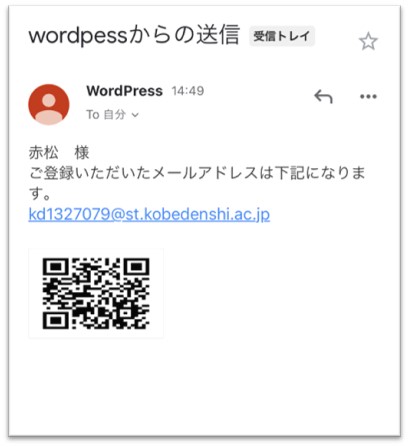 wordpessからの送信 受信トレイ
WordPress 14:49
To 自分
赤松　様
ご登録いただいたメールアドレスは下記になりま
す。
kd1327079@st.kobedenshi.ac.jp